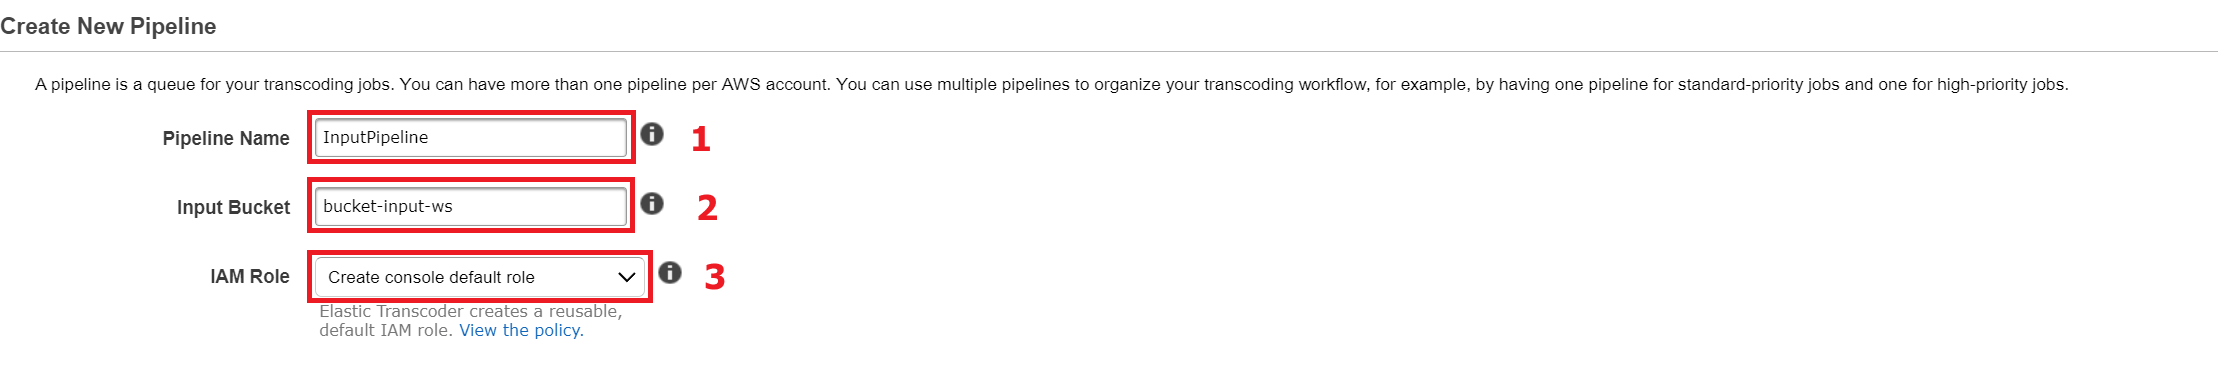 Create New Pipeline
A pipeline is a queue for your transcoding jobs. You can have more than one pipeline per AWS account. You can use multiple pipelines to organize your transcoding workflow, for example, by having one pipeline for standard-priority jobs and one for high-priority jobs.
Pipeline Name InputPipeline i 1
Input Bucket bucket-input-ws i 2
IAM Role Create console default role i 3
Elastic Transcoder creates a reusable,
default IAM role. View the policy.